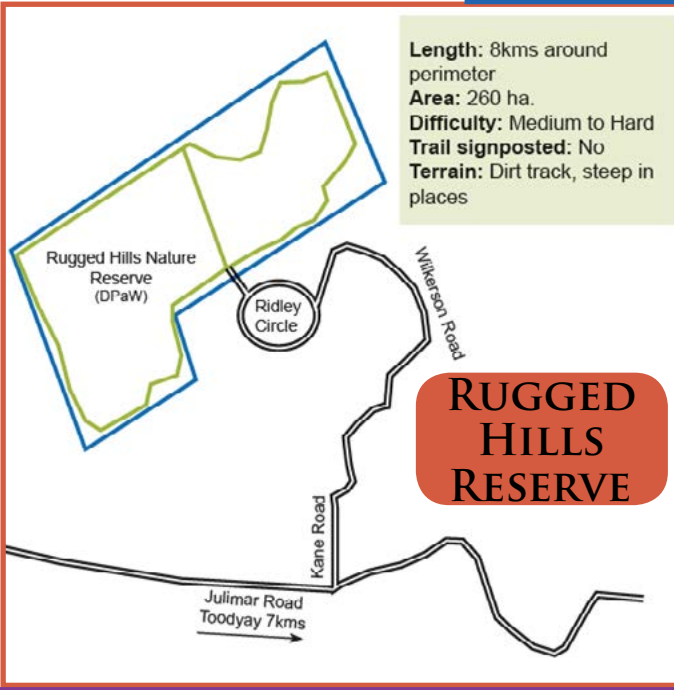 Length: 8kms around
perimeter
Area: 260 ha.
Difficulty: Medium to Hard
Trail signposted: No
Terrain: Dirt track, steep in
places
Rugged Hills Nature
Reserve
(DPaW)
Ridley
Circle
Wilkerson Road
RUGGED
HILLS
RESERVE
Kane Road
Julimar Road
Toodyay 7kms